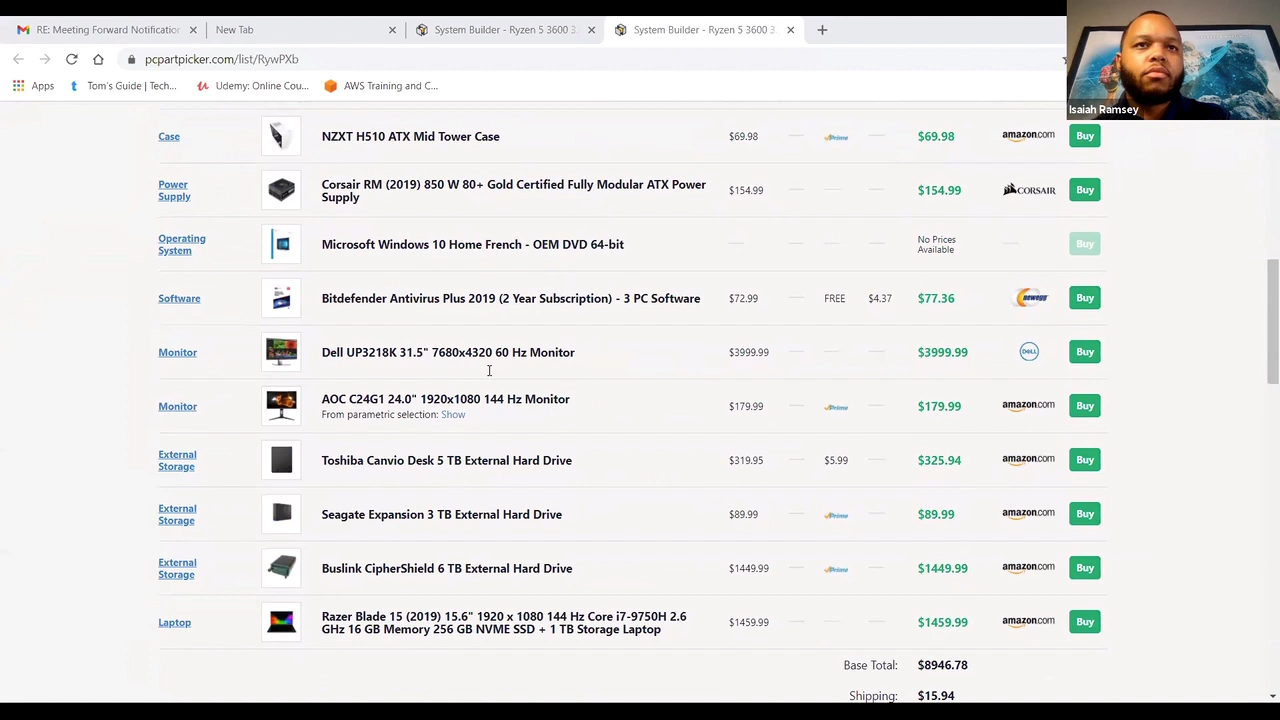 RE: Meeting Forward Notification
New Tab
System Builder - Ryzen 5 3600 3.
System Builder - Ryzen 5 3600 3.
pcpartpicker.com/list/RywPXb
Apps
Tom's Guide | Tech...
Udemy: Online Cou...
AWS Training and C...
Isaiah Ramsey
Case
NZXT H510 ATX Mid Tower Case
$69.98
Prime
$69.98
amazon.com
Buy
Power
Supply
Corsair RM (2019) 850 W 80+ Gold Certified Fully Modular ATX Power
Supply
$154.99
$154.99
CORSAIR
Buy
Operating
System
Microsoft Windows 10 Home French - OEM DVD 64-bit
No Prices
Available
Buy
Software
Bitdefender Antivirus Plus 2019 (2 Year Subscription) - 3 PC Software
$72.99
FREE
$4.37
$77.36
newegg
Buy
Monitor
Dell UP3218K 31.5" 7680x4320 60 Hz Monitor
$3999.99
$3999.99
DELL
Buy
Monitor
AOC C24G1 24.0" 1920x1080 144 Hz Monitor
From parametric selection: Show
$179.99
Prime
$179.99
amazon.com
Buy
External
Storage
Toshiba Canvio Desk 5 TB External Hard Drive
$319.95
$5.99
$325.94
amazon.com
Buy
External
Storage
Seagate Expansion 3 TB External Hard Drive
$89.99
Prime
$89.99
amazon.com
Buy
External
Storage
Buslink CipherShield 6 TB External Hard Drive
$1449.99
Prime
$1449.99
amazon.com
Buy
Laptop
Razer Blade 15 (2019) 15.6" 1920 x 1080 144 Hz Core i7-9750H 2.6
GHz 16 GB Memory 256 GB NVME SSD + 1 TB Storage Laptop
$1459.99
$1459.99
amazon.com
Buy
Base Total:
$8946.78
Shipping:
$15.94